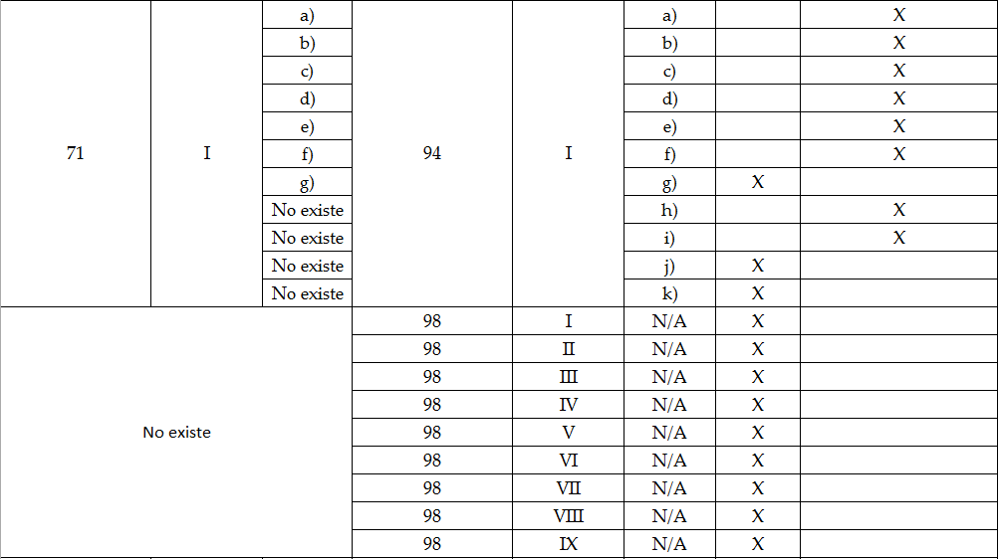 a) a) X
b) b) X
c) c) X
d) d) X
e) e) X
71 I f) 94 I f) X
g) g) X
No existe h) X
No existe i) X
No existe j) X
No existe k) X
98 I N/A X
98 II N/A X
98 III N/A X
98 IV N/A X
No existe 98 V N/A X
98 VI N/A X
98 VII N/A X
98 VIII N/A X
98 IX N/A X